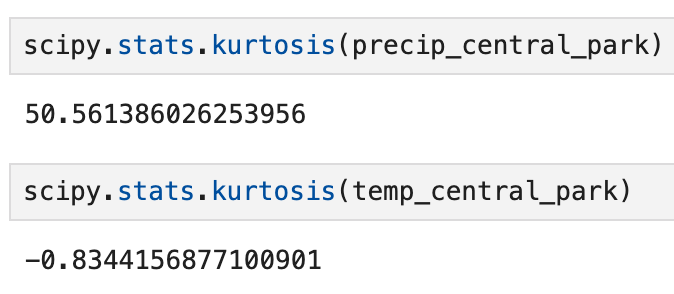 scipy.stats.kurtosis(precip_central_park)
50.561386026253956
scipy.stats.kurtosis(temp_central_park)
-0.8344156877100901